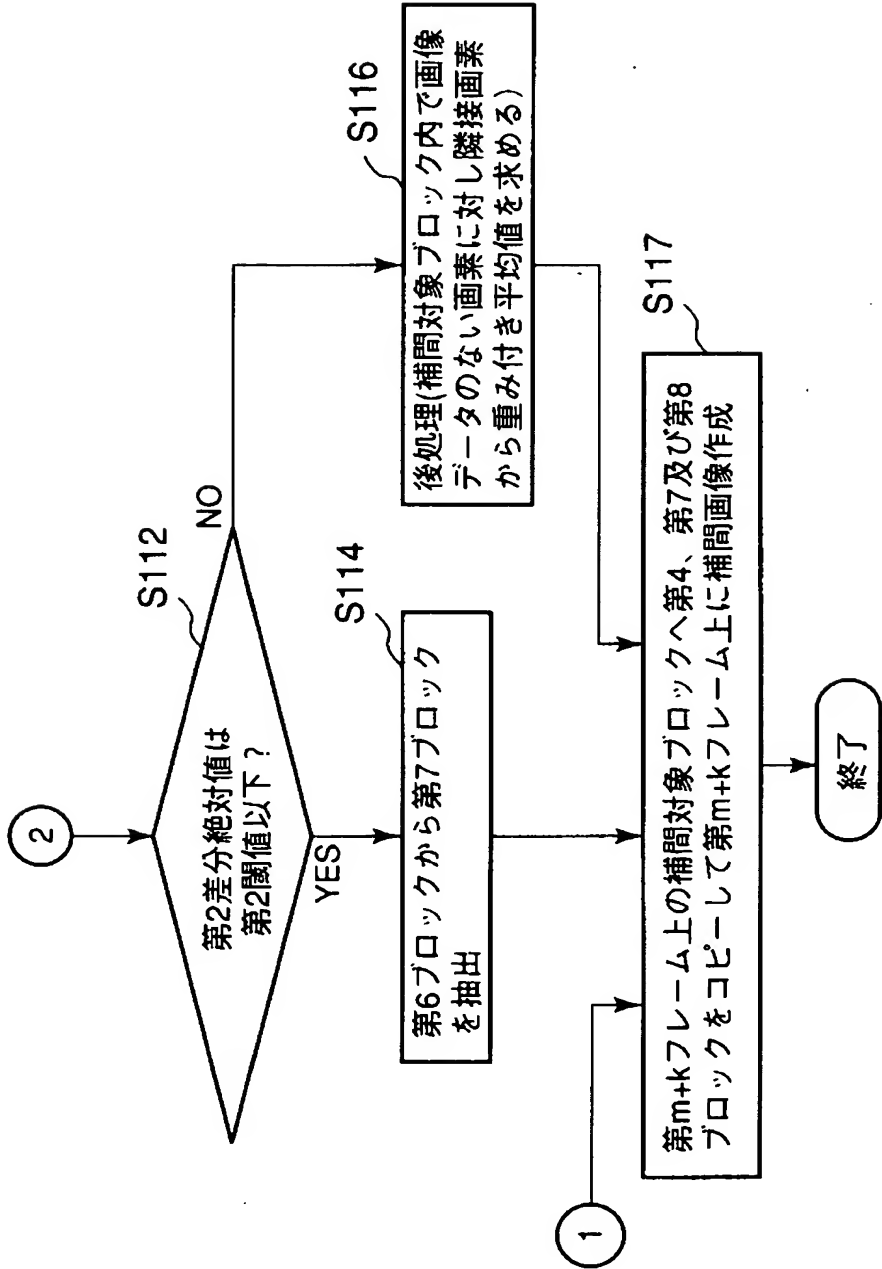 2
S112
第2差分絶対値は
第2閾値以下？
NO
YES
S114
第6ブロックから第7ブロック
を抽出
S116
後処理(補間対象ブロック内で画像
データのない画素に対し隣接画素
から重み付き平均値を求める)
1
S117
第m+kフレーム上の補間対象ブロックへ第4、第7及び第8
ブロックをコピーして第m+kフレーム上に補間画像作成
終了